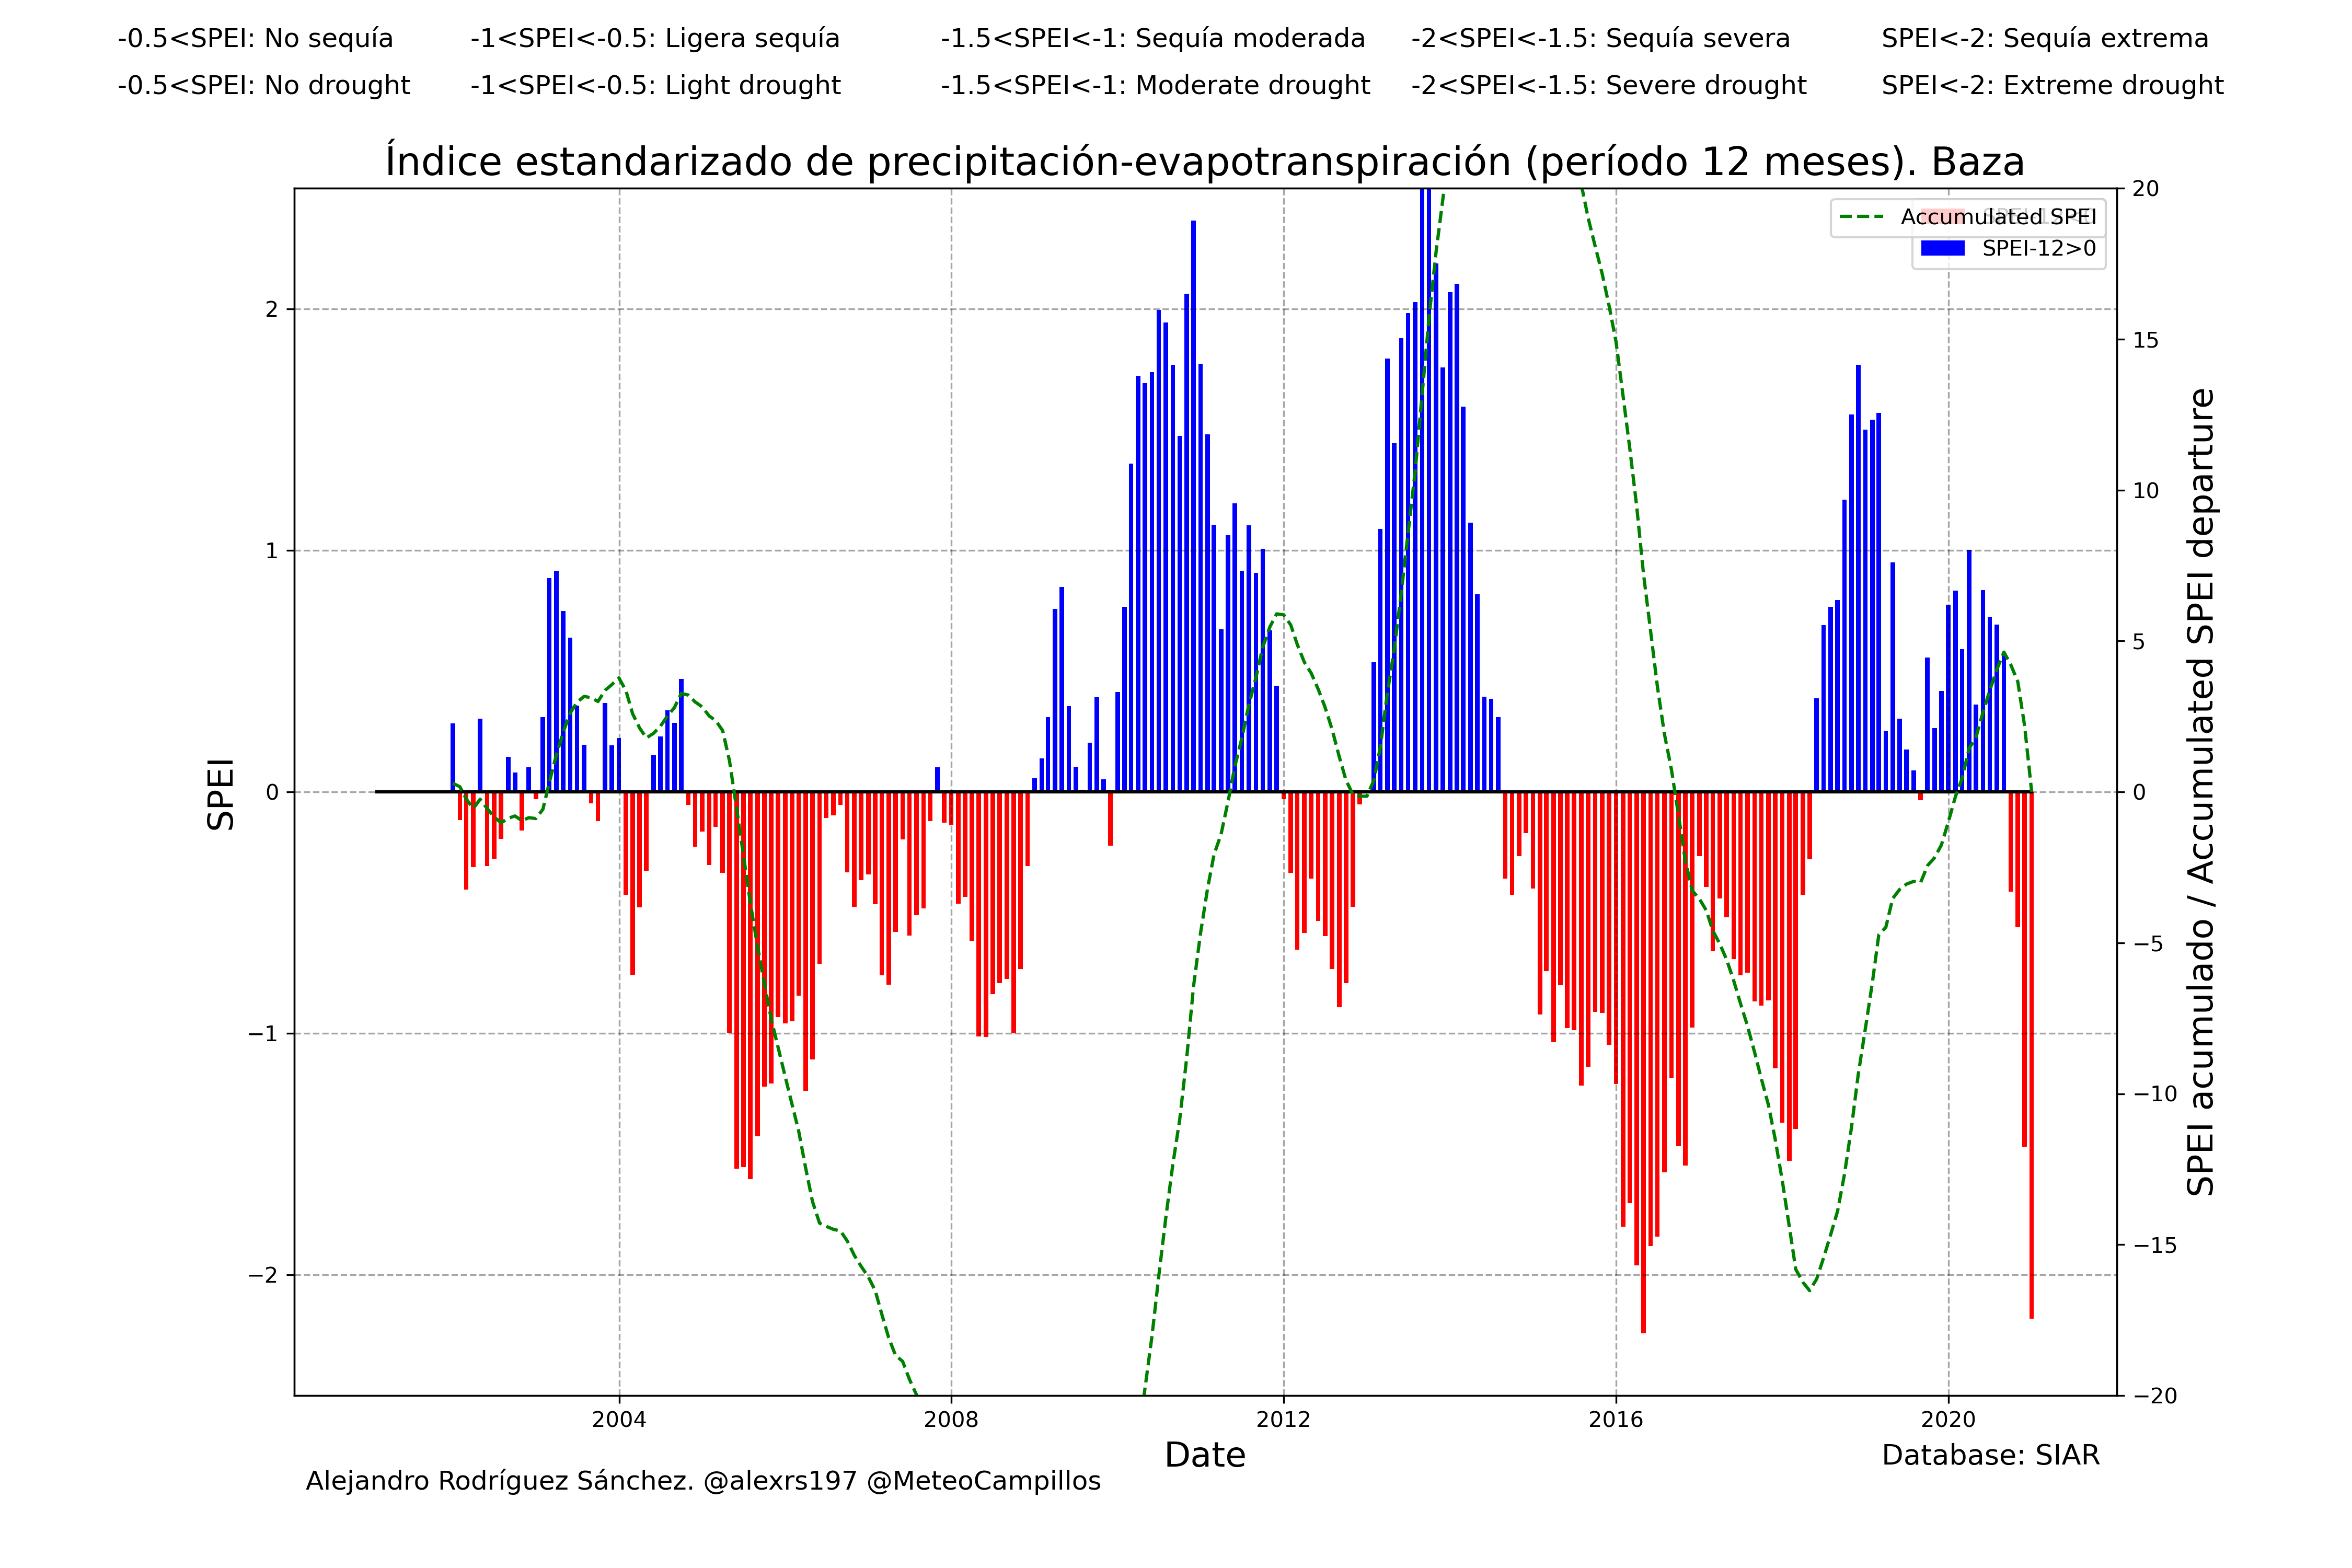 -0.5<SPEI: No sequía -1<SPEI<-0.5: Ligera sequía -1.5<SPEI<-1: Sequía moderada -2<SPEI<-1.5: Sequía severa SPEI<-2: Sequía extrema
-0.5<SPEI: No drought -1<SPEI<-0.5: Light drought -1.5<SPEI<-1: Moderate drought -2<SPEI<-1.5: Severe drought SPEI<-2: Extreme drought
Índice estandarizado de precipitación-evapotranspiración (período 12 meses). Baza
Accumulated SPEI
SPEI-12>0
SPEI
2
1
0
−1
−2
20
15
10
5
0
−5
−10
−15
−20
SPEI acumulado / Accumulated SPEI departure
2004 2008 2012 2016 2020
Date
Database: SIAR
Alejandro Rodríguez Sánchez. @alexrs197 @MeteoCampillos